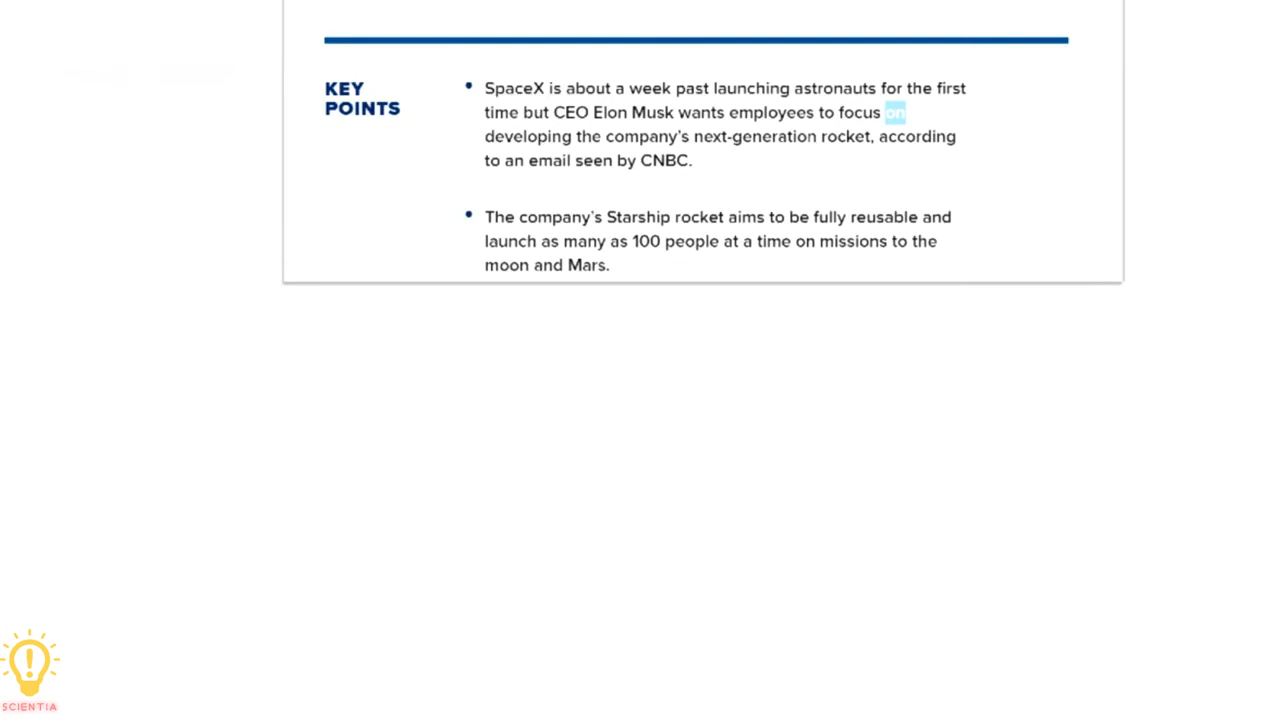 KEY
POINTS
• SpaceX is about a week past launching astronauts for the first
time but CEO Elon Musk wants employees to focus on
developing the company's next-generation rocket, according
to an email seen by CNBC.
• The company's Starship rocket aims to be fully reusable and
launch as many as 100 people at a time on missions to the
moon and Mars.
SCIENTIA